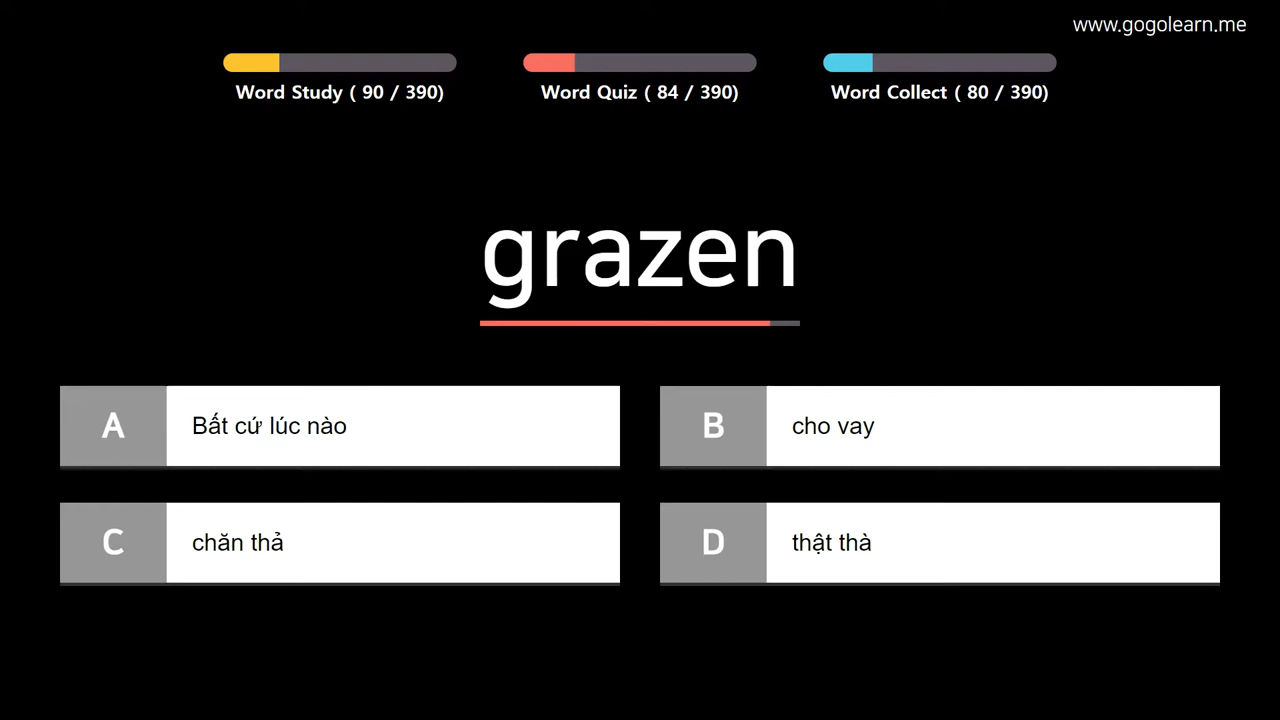 www.gogolearn.me
Word Study ( 90 / 390)
Word Quiz ( 84 / 390)
Word Collect ( 80 / 390)
grazen
A Bất cứ lúc nào
B cho vay
C chăn thả
D thật thà